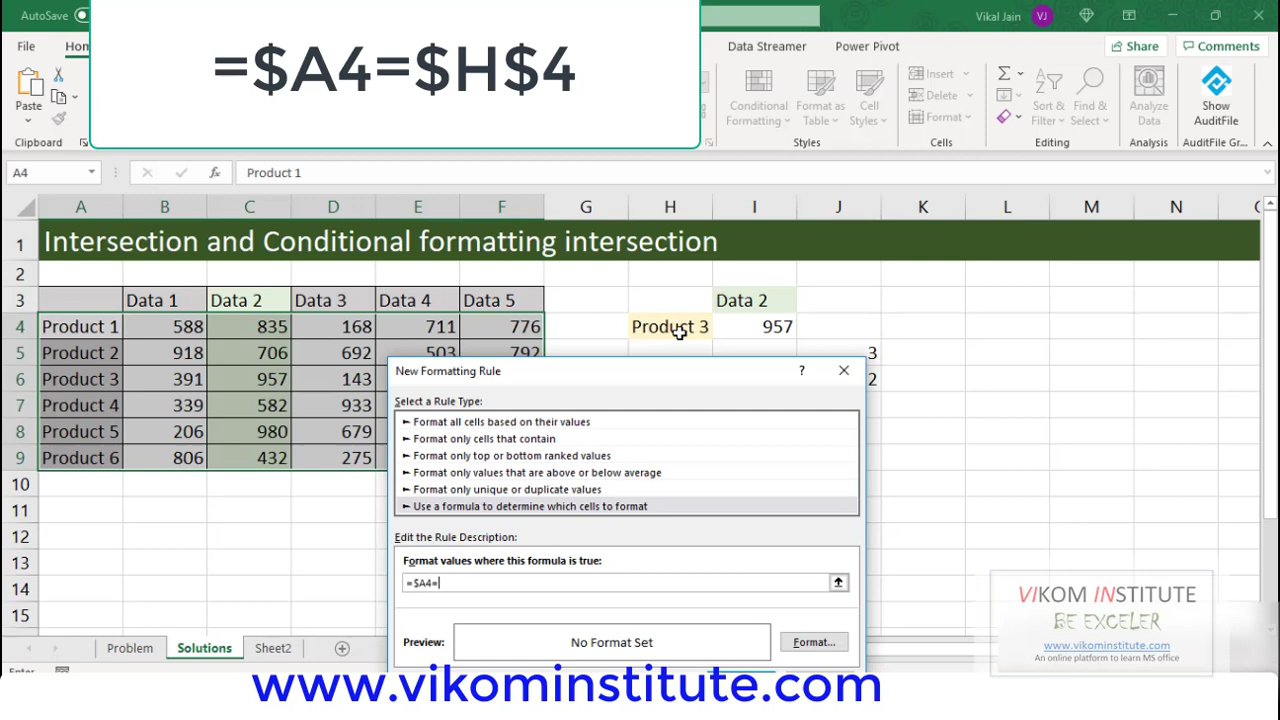 AutoSave
Vikal Jain VJ
=$A4=$H$4
File Hom Data Streamer Power Pivot Share Comments
Paste
Conditional Formatting
Format as Table
Cell Styles
Insert
Delete
Format
Sort & Filter
Find & Select
Analyze Data
Show AuditFile
Clipboard Styles Cells Editing Analysis AuditFile Gr...
A4 fx Product 1
A B C D E F G H I J K L M N
1 Intersection and Conditional formatting intersection
2
3 Data 1 Data 2 Data 3 Data 4 Data 5 Data 2
4 Product 1 588 835 168 711 776 Product 3 957
5 Product 2 918 706 692 503 792 3
6 Product 3 391 957 143 2
7 Product 4 339 582 933
8 Product 5 206 980 679
9 Product 6 806 432 275
10
11
12
13
14
15
New Formatting Rule ?
Select a Rule Type:
► Format all cells based on their values
► Format only cells that contain
► Format only top or bottom ranked values
► Format only values that are above or below average
► Format only unique or duplicate values
► Use a formula to determine which cells to format
Edit the Rule Description:
Format values where this formula is true:
=$A4=
Preview: No Format Set Format...
VIKOM INSTITUTE
BE EXCELER
www.vikominstitute.com
An online platform to learn MS office
Problem Solutions Sheet2
www.vikominstitute.com